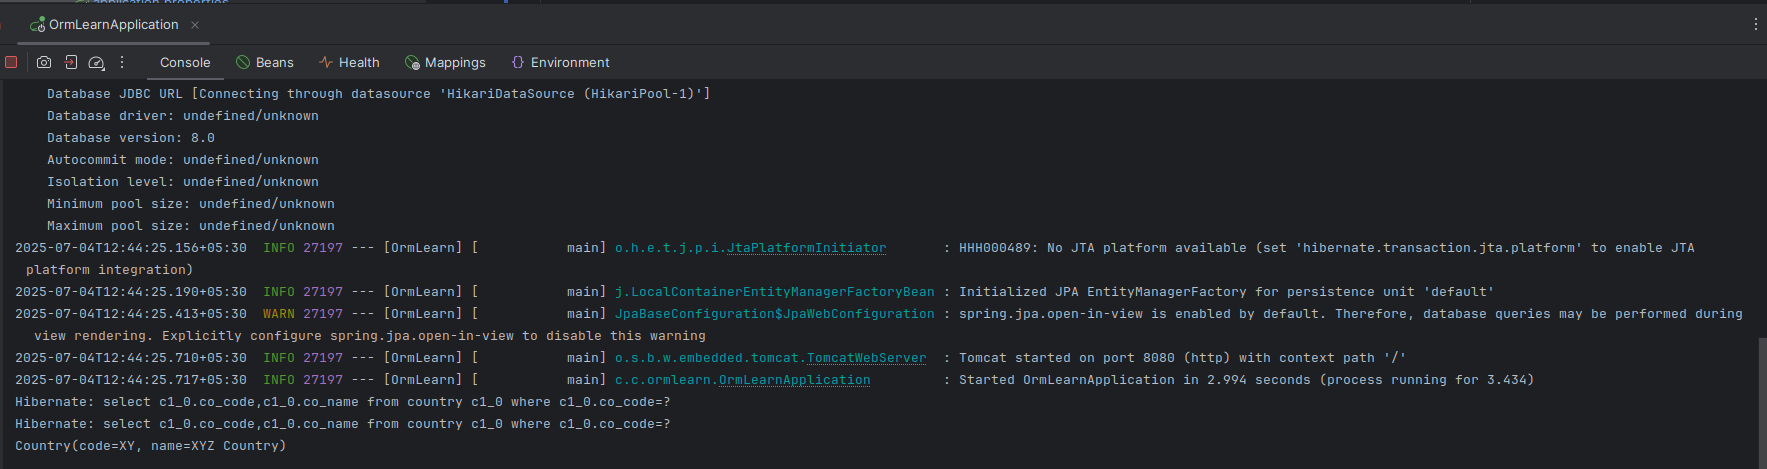 application.properties
OrmLearnApplication
Console Beans Health Mappings Environment
Database JDBC URL [Connecting through datasource 'HikariDataSource (HikariPool-1)']
Database driver: undefined/unknown
Database version: 8.0
Autocommit mode: undefined/unknown
Isolation level: undefined/unknown
Minimum pool size: undefined/unknown
Maximum pool size: undefined/unknown
2025-07-04T12:44:25.156+05:30  INFO 27197 --- [OrmLearn] [           main] o.h.e.t.j.p.i.JtaPlatformInitiator       : HHH000489: No JTA platform available (set 'hibernate.transaction.jta.platform' to enable JTA
platform integration)
2025-07-04T12:44:25.190+05:30  INFO 27197 --- [OrmLearn] [           main] j.LocalContainerEntityManagerFactoryBean : Initialized JPA EntityManagerFactory for persistence unit 'default'
2025-07-04T12:44:25.413+05:30  WARN 27197 --- [OrmLearn] [           main] JpaBaseConfiguration$JpaWebConfiguration : spring.jpa.open-in-view is enabled by default. Therefore, database queries may be performed during
view rendering. Explicitly configure spring.jpa.open-in-view to disable this warning
2025-07-04T12:44:25.710+05:30  INFO 27197 --- [OrmLearn] [           main] o.s.b.w.embedded.tomcat.TomcatWebServer  : Tomcat started on port 8080 (http) with context path '/'
2025-07-04T12:44:25.717+05:30  INFO 27197 --- [OrmLearn] [           main] c.c.ormlearn.OrmLearnApplication         : Started OrmLearnApplication in 2.994 seconds (process running for 3.434)
Hibernate: select c1_0.co_code,c1_0.co_name from country c1_0 where c1_0.co_code=?
Hibernate: select c1_0.co_code,c1_0.co_name from country c1_0 where c1_0.co_code=?
Country(code=XY, name=XYZ Country)